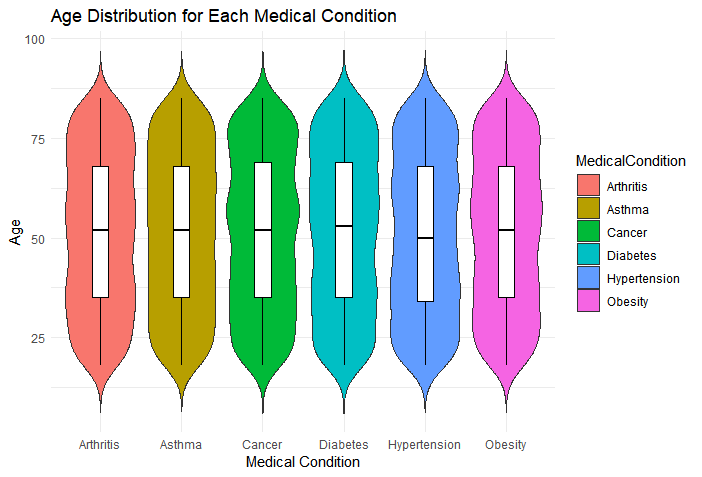 Age Distribution for Each Medical Condition
100
75
50
25
Age
Arthritis Asthma Cancer Diabetes Hypertension Obesity
Medical Condition
MedicalCondition
Arthritis
Asthma
Cancer
Diabetes
Hypertension
Obesity